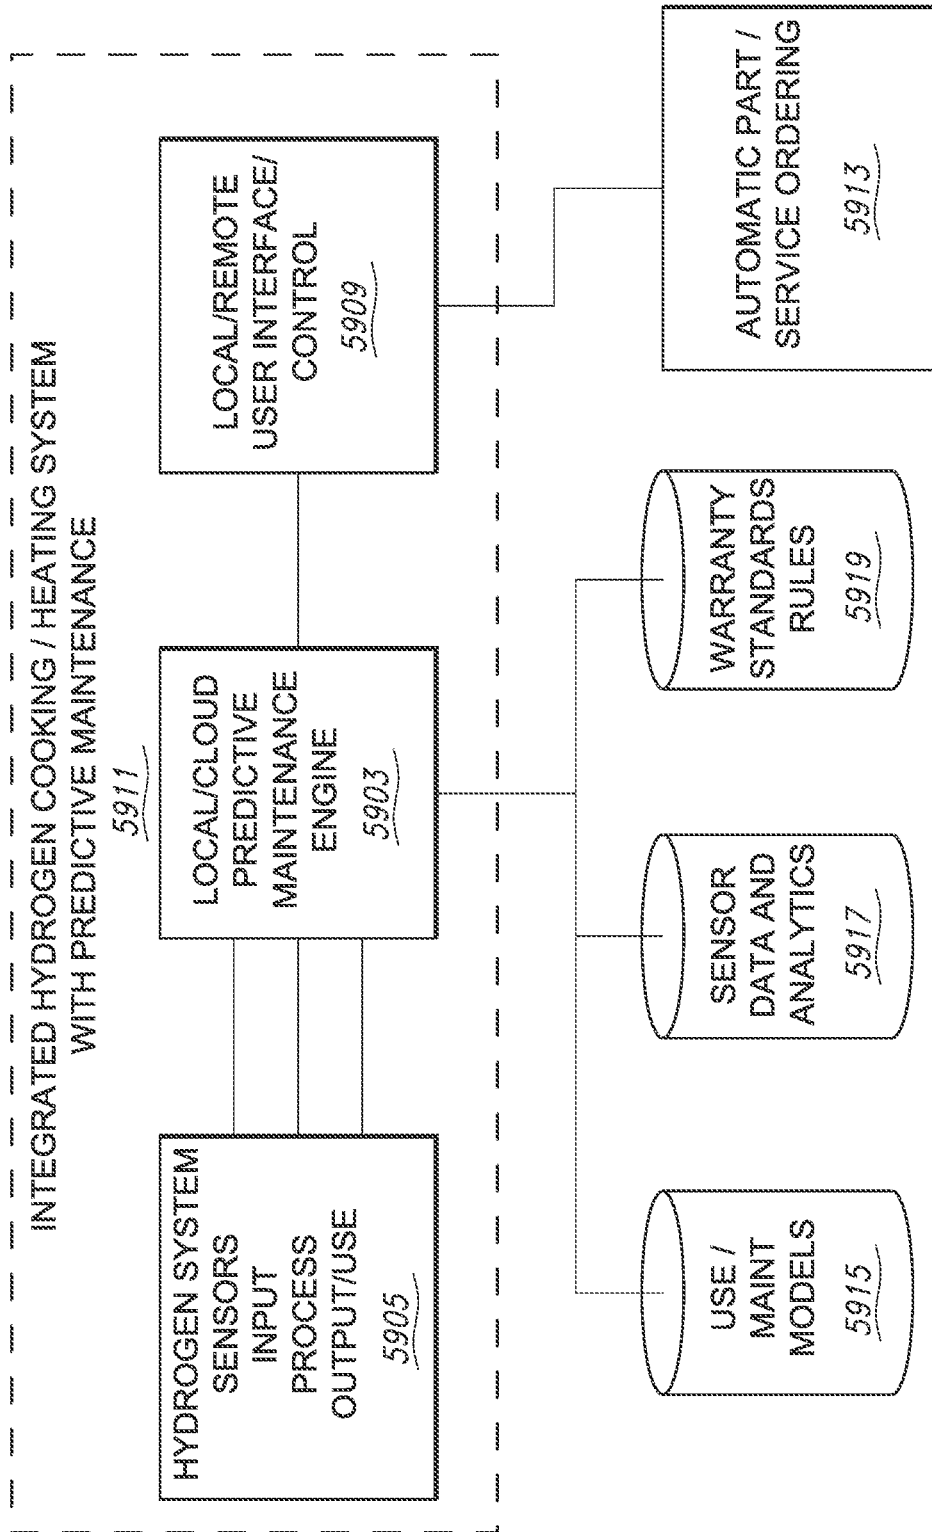 INTEGRATED HYDROGEN COOKING / HEATING SYSTEM
WITH PREDICTIVE MAINTENANCE
5911
HYDROGEN SYSTEM
SENSORS
INPUT
PROCESS
OUTPUT/USE
5905
LOCAL/CLOUD
PREDICTIVE
MAINTENANCE
ENGINE
5903
LOCAL/REMOTE
USER INTERFACE/
CONTROL
5909
USE /
MAINT
MODELS
5915
SENSOR
DATA AND
ANALYTICS
5917
WARRANTY
STANDARDS
RULES
5919
AUTOMATIC PART /
SERVICE ORDERING
5913